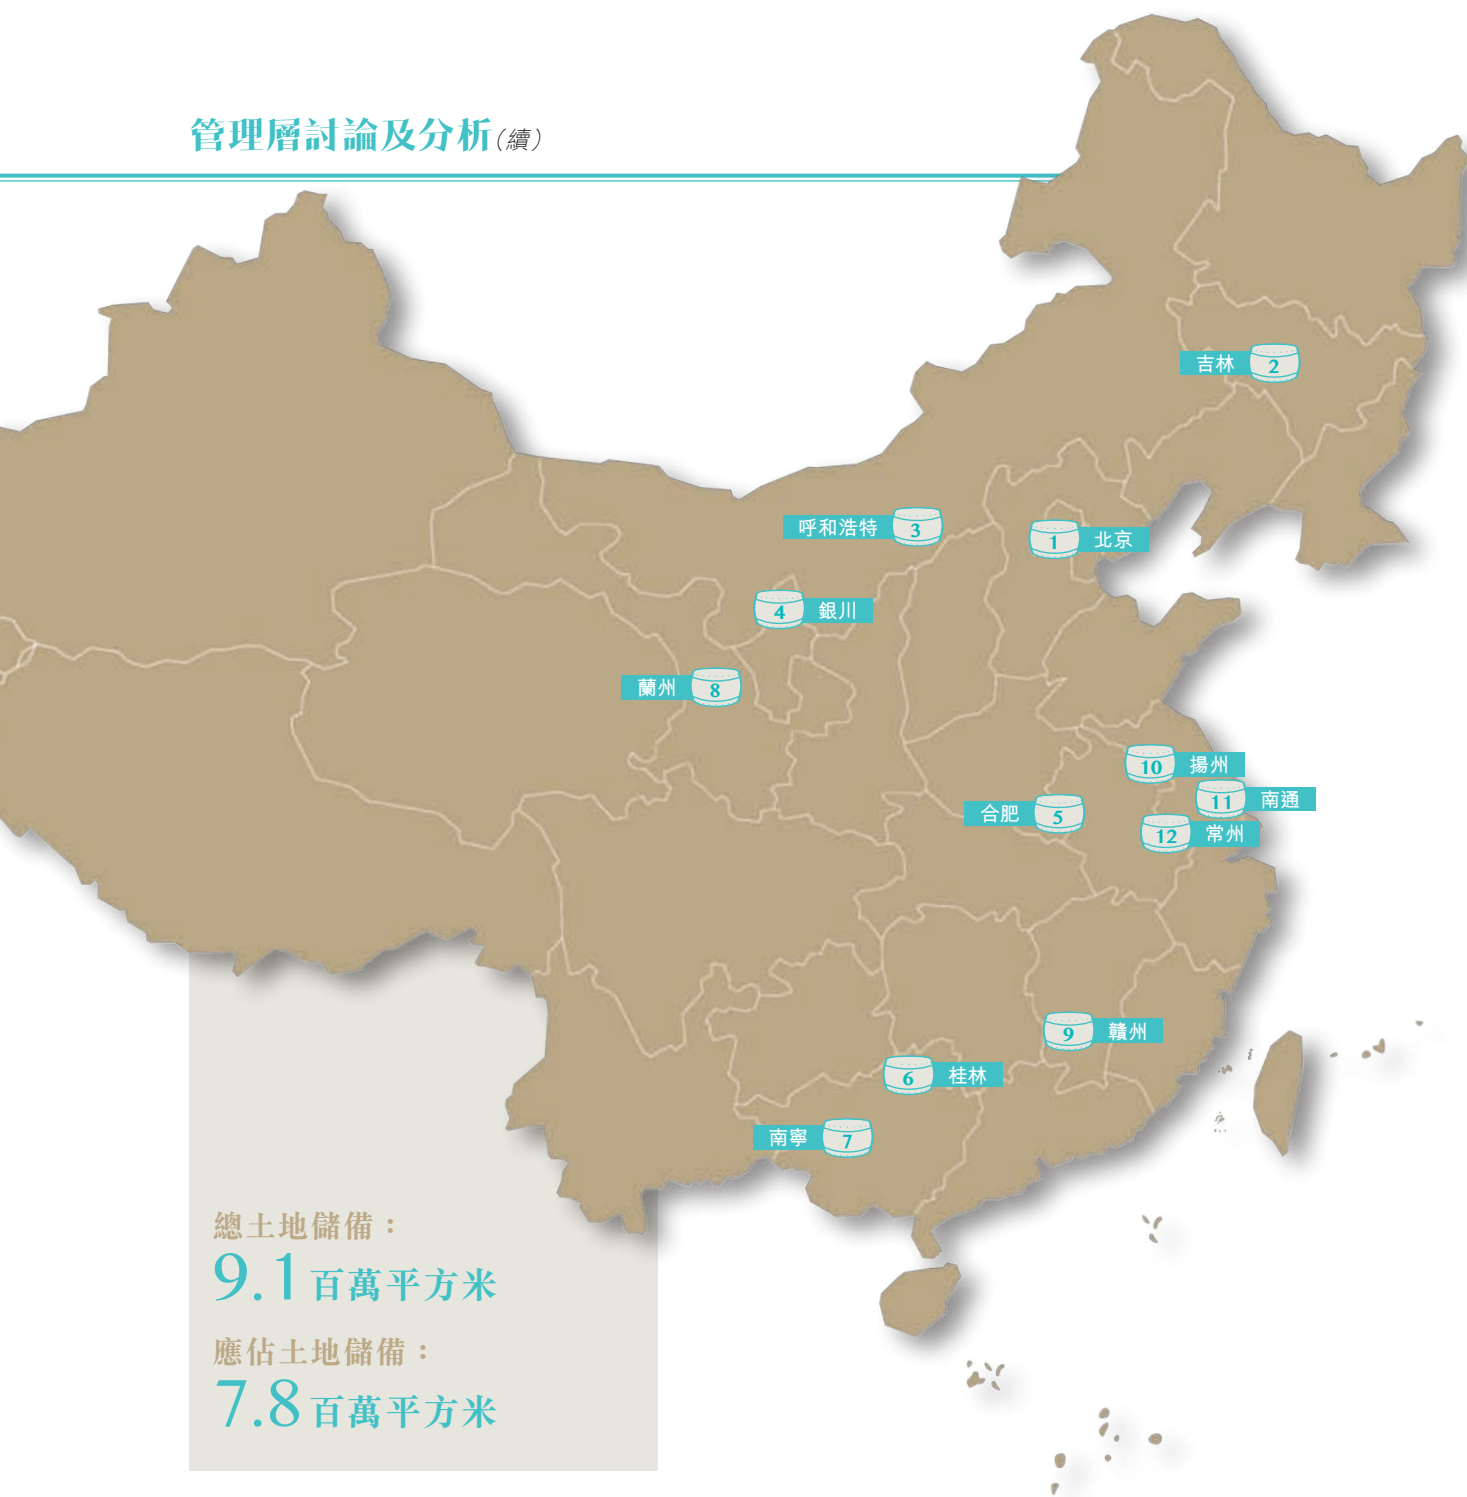 管理層討論及分析(續)
吉林 2
呼和浩特 3
1 北京
4 銀川
蘭州 8
10 揚州
11 南通
合肥 5
12 常州
9 贛州
6 桂林
南寧 7
總土地儲備：
9.1百萬平方米
應佔土地儲備：
7.8百萬平方米